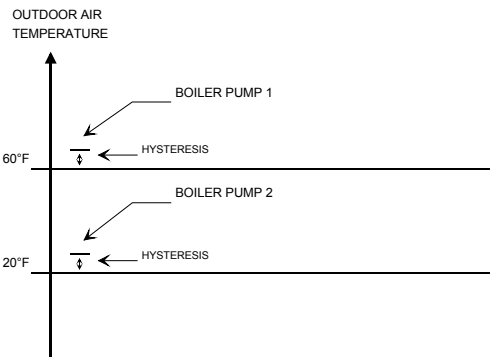 OUTDOOR AIR
TEMPERATURE
BOILER PUMP 1
HYSTERESIS
60°F
BOILER PUMP 2
HYSTERESIS
20°F